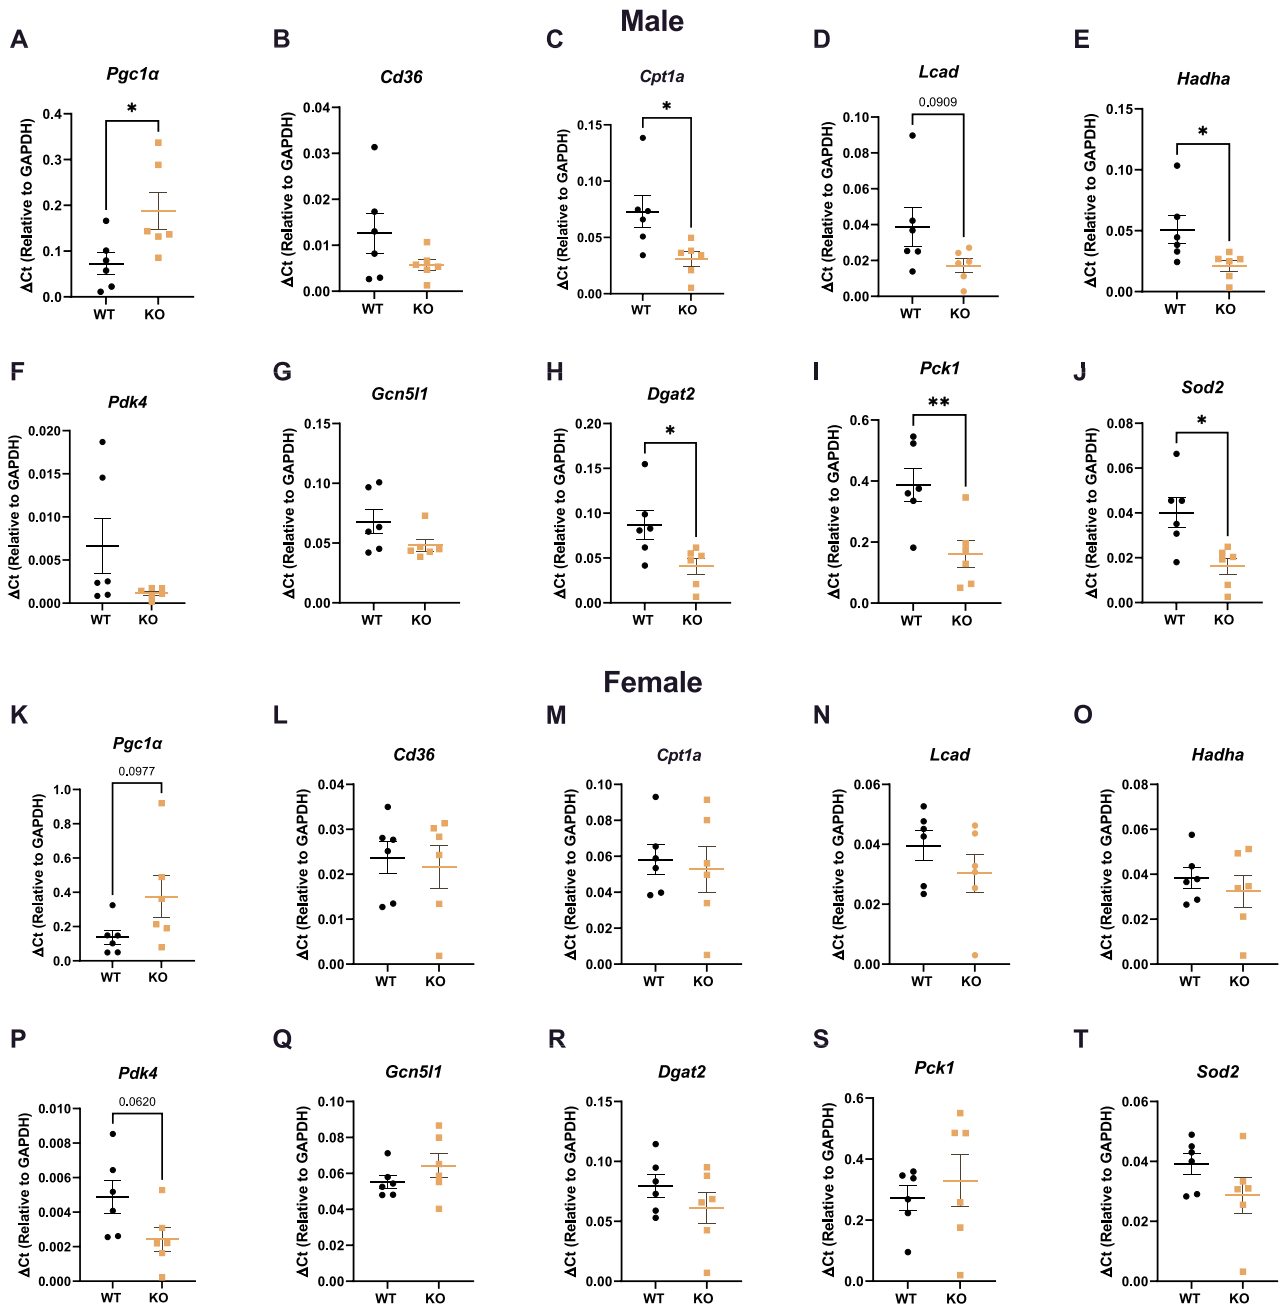 Male
A
Pgc1α
*
ΔCt (Relative to GAPDH)
0.4
0.3
0.2
0.1
0.0
WT KO
B
Cd36
ΔCt (Relative to GAPDH)
0.04
0.03
0.02
0.01
0.00
WT KO
C
Cpt1a
*
ΔCt (Relative to GAPDH)
0.15
0.10
0.05
0.00
WT KO
D
Lcad
0.0909
ΔCt (Relative to GAPDH)
0.10
0.08
0.06
0.04
0.02
0.00
WT KO
E
Hadha
*
ΔCt (Relative to GAPDH)
0.15
0.10
0.05
0.00
WT KO
F
Pdk4
ΔCt (Relative to GAPDH)
0.020
0.015
0.010
0.005
0.000
WT KO
G
Gcn5l1
ΔCt (Relative to GAPDH)
0.15
0.10
0.05
0.00
WT KO
H
Dgat2
*
ΔCt (Relative to GAPDH)
0.20
0.15
0.10
0.05
0.00
WT KO
I
Pck1
**
ΔCt (Relative to GAPDH)
0.6
0.4
0.2
0.0
WT KO
J
Sod2
*
ΔCt (Relative to GAPDH)
0.08
0.06
0.04
0.02
0.00
WT KO
Female
K
Pgc1α
0.0977
ΔCt (Relative to GAPDH)
1.0
0.8
0.6
0.4
0.2
0.0
WT KO
L
Cd36
ΔCt (Relative to GAPDH)
0.04
0.03
0.02
0.01
0.00
WT KO
M
Cpt1a
ΔCt (Relative to GAPDH)
0.10
0.08
0.06
0.04
0.02
0.00
WT KO
N
Lcad
ΔCt (Relative to GAPDH)
0.06
0.04
0.02
0.00
WT KO
O
Hadha
ΔCt (Relative to GAPDH)
0.08
0.06
0.04
0.02
0.00
WT KO
P
Pdk4
0.0620
ΔCt (Relative to GAPDH)
0.010
0.008
0.006
0.004
0.002
0.000
WT KO
Q
Gcn5l1
ΔCt (Relative to GAPDH)
0.10
0.08
0.06
0.04
0.02
0.00
WT KO
R
Dgat2
ΔCt (Relative to GAPDH)
0.15
0.10
0.05
0.00
WT KO
S
Pck1
ΔCt (Relative to GAPDH)
0.6
0.4
0.2
0.0
WT KO
T
Sod2
ΔCt (Relative to GAPDH)
0.06
0.04
0.02
0.00
WT KO